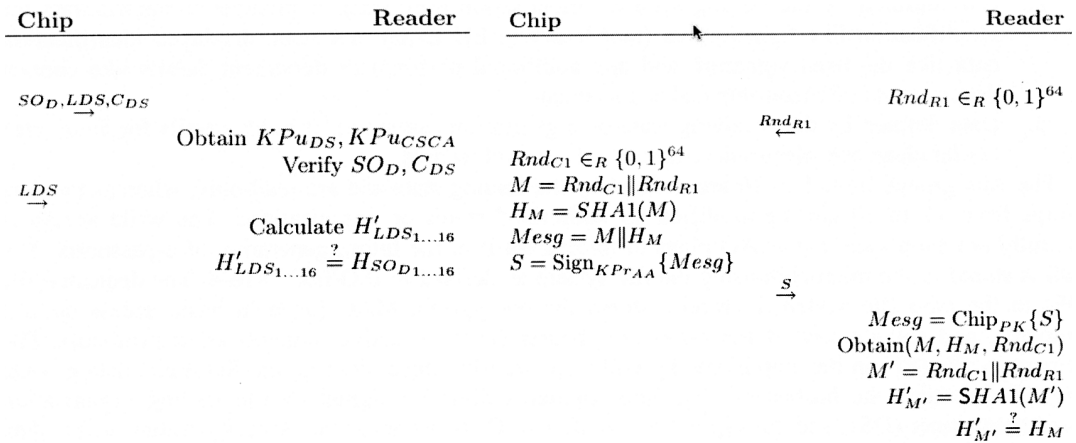 Chip Reader
SO_D,LDS,C_DS
→
Obtain KPu_DS, KPu_CSCA
Verify SO_D, C_DS
LDS
→
Calculate H'_LDS_1...16
H'_LDS_1...16 ≟ H_SO_D_1...16
Chip Reader
Rnd_R1 ∈_R {0, 1}^64
Rnd_R1
←
Rnd_C1 ∈_R {0, 1}^64
M = Rnd_C1||Rnd_R1
H_M = SHA1(M)
Mesg = M||H_M
S = Sign_KPr_AA{Mesg}
S
→
Mesg = Chip_PK{S}
Obtain(M, H_M, Rnd_C1)
M' = Rnd_C1||Rnd_R1
H'_M' = SHA1(M')
H'_M' ≟ H_M